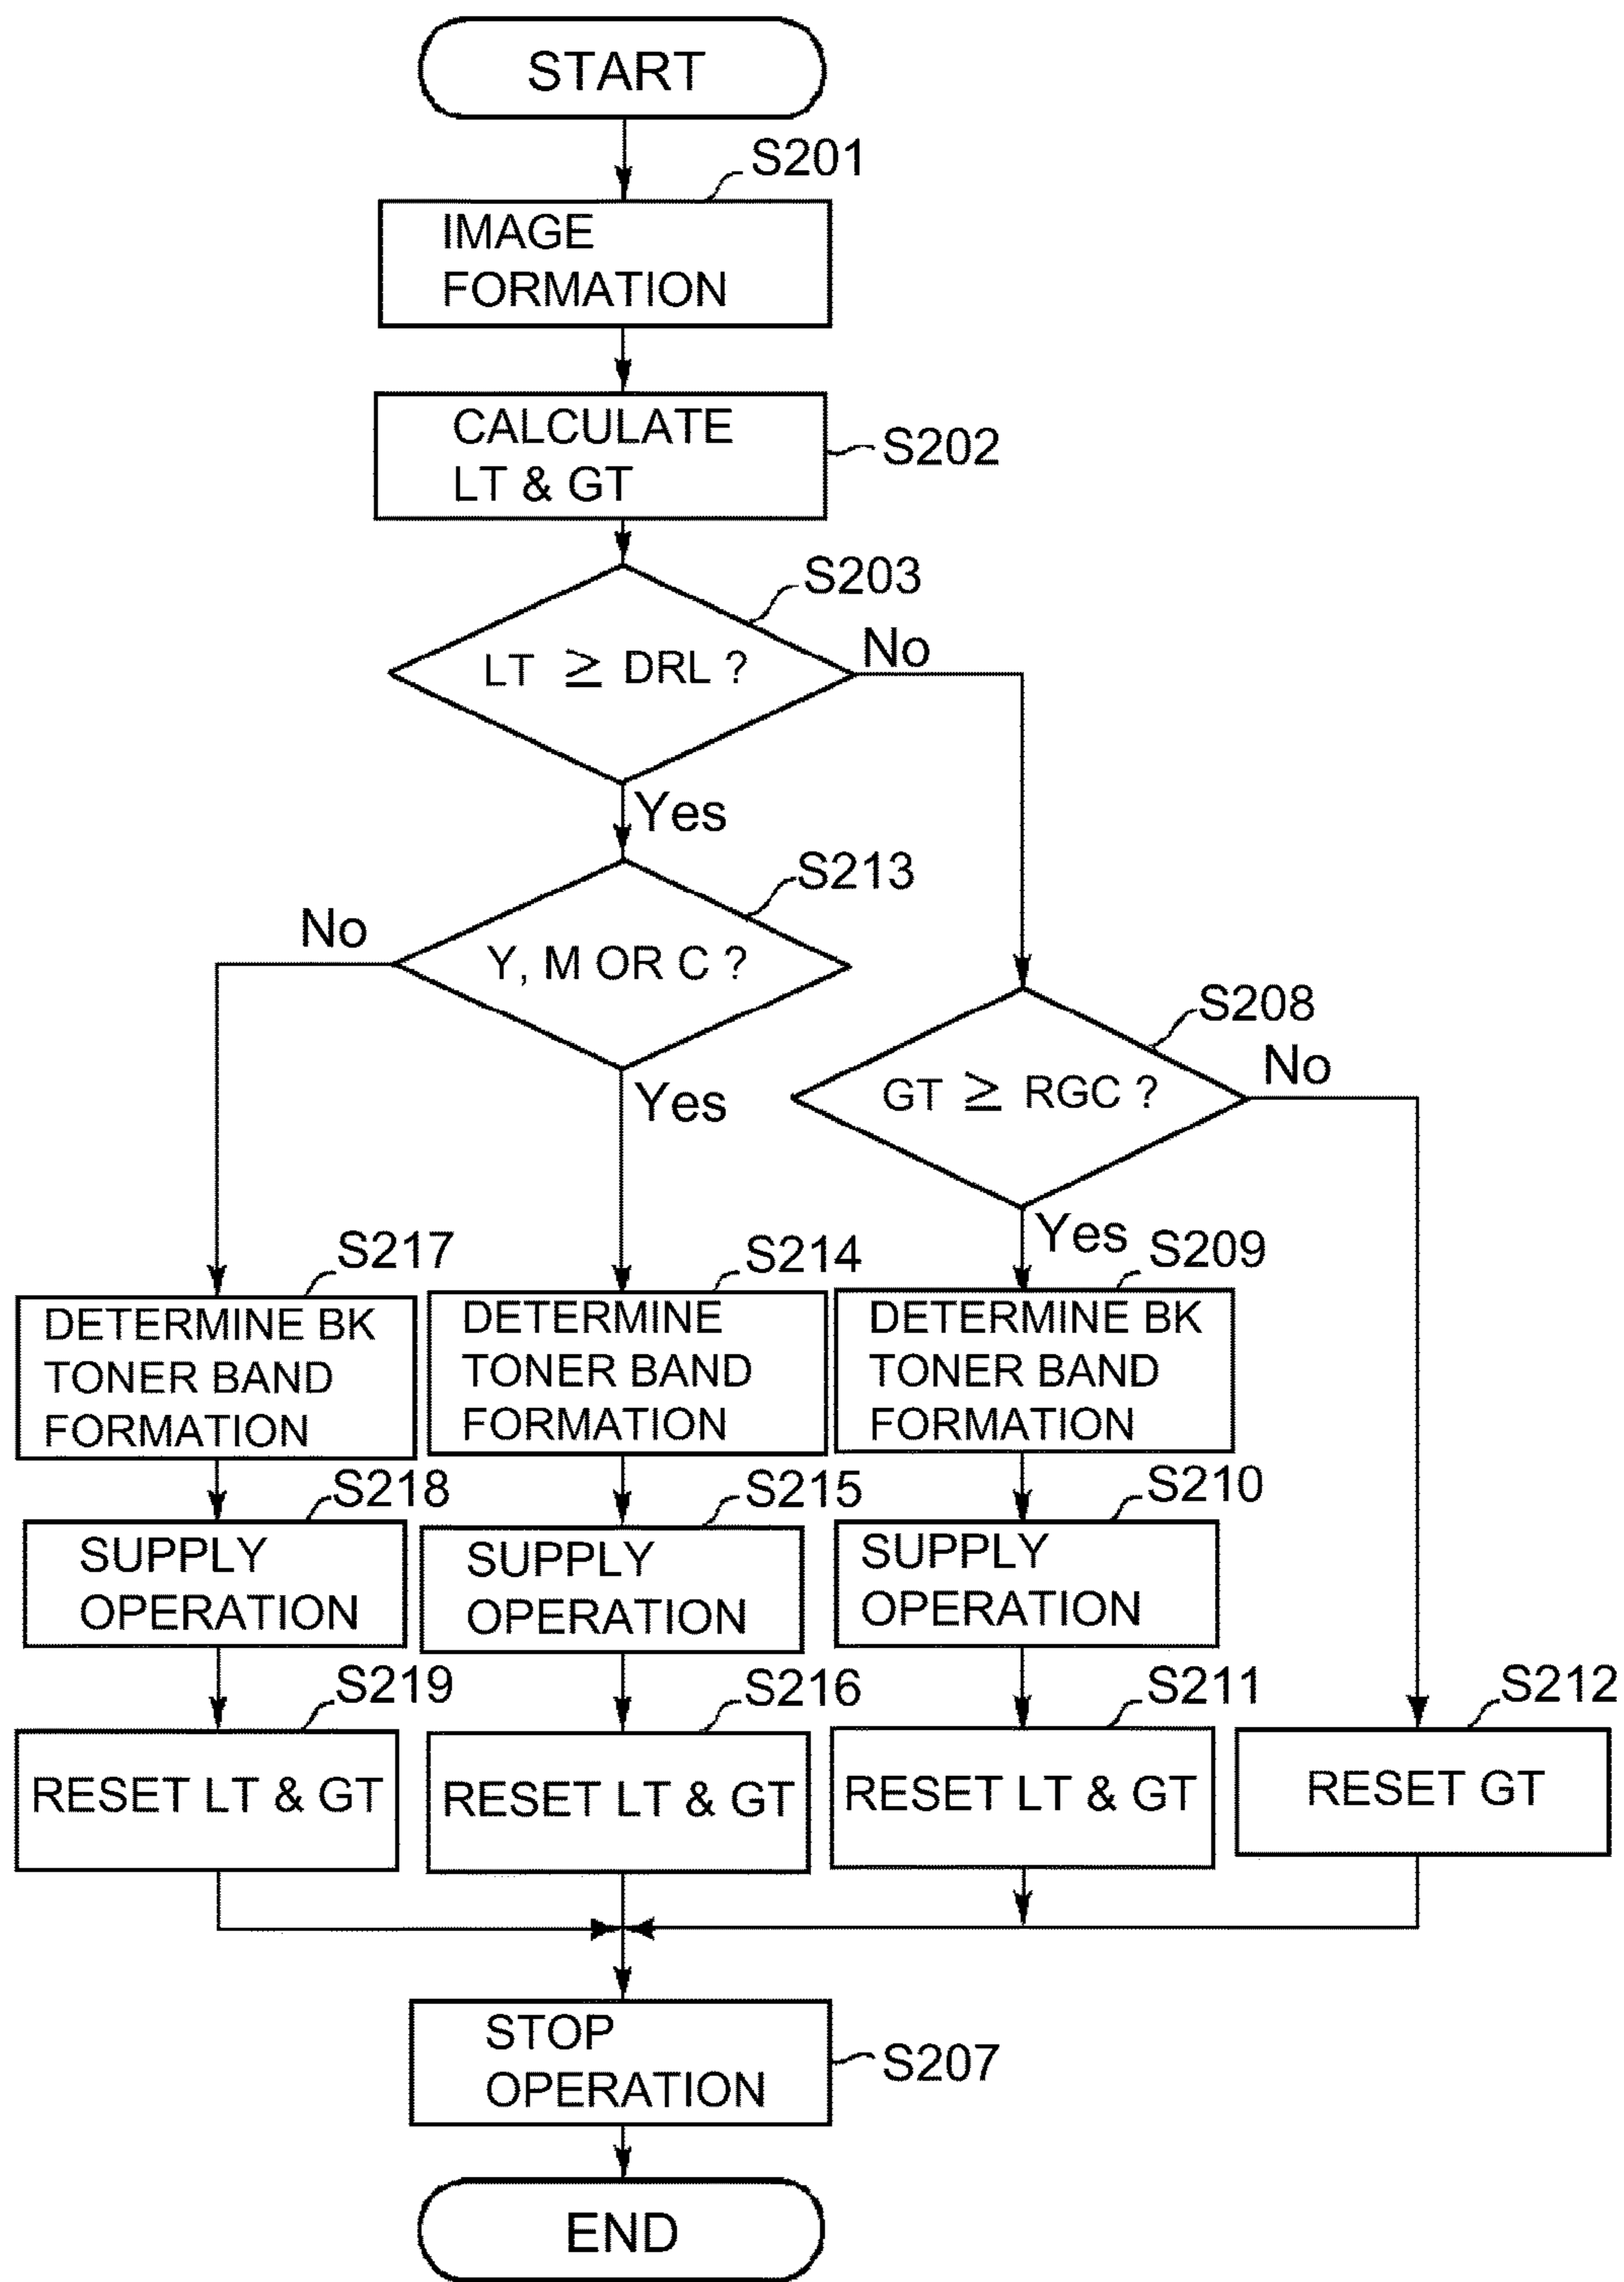 START
S201
IMAGE
FORMATION
CALCULATE
LT & GT
S202
S203
LT ≥ DRL ?
No
Yes
S213
No
Y, M OR C ?
Yes
S208
GT ≥ RGC ?
No
Yes
S217
DETERMINE BK
TONER BAND
FORMATION
S214
DETERMINE
TONER BAND
FORMATION
S209
DETERMINE BK
TONER BAND
FORMATION
S218
SUPPLY
OPERATION
S215
SUPPLY
OPERATION
S210
SUPPLY
OPERATION
S219
RESET LT & GT
S216
RESET LT & GT
S211
RESET LT & GT
S212
RESET GT
STOP
OPERATION
S207
END